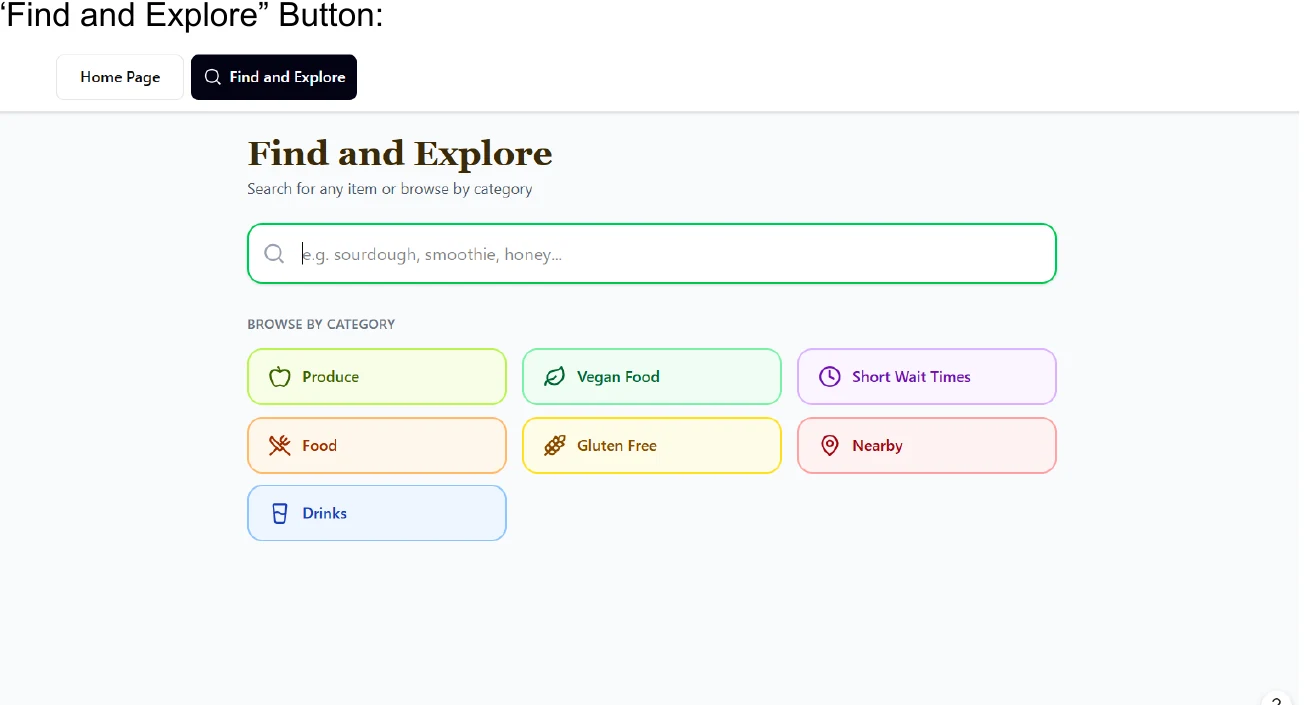 “Find and Explore” Button:
Home Page
Find and Explore
Find and Explore
Search for any item or browse by category
e.g. sourdough, smoothie, honey...
BROWSE BY CATEGORY
Produce
Vegan Food
Short Wait Times
Food
Gluten Free
Nearby
Drinks
?